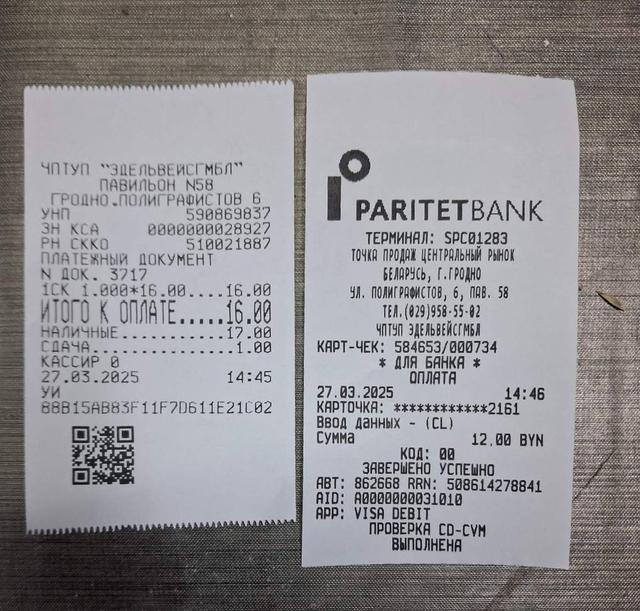 ЧПТУП "ЭДЕЛЬВЕЙСГМБЛ"
ПАВИЛЬОН N58
ГРОДНО.ПОЛИГРАФИСТОВ 6
УНП 590869837
ЗН КСА 0000000028927
РН СККО 510021887
ПЛАТЕЖНЫЙ ДОКУМЕНТ
N ДОК. 3717
1СК 1.000*16.00....16.00
ИТОГО К ОПЛАТЕ.....16.00
НАЛИЧНЫЕ...........17.00
СДАЧА...............1.00
КАССИР 0
27.03.2025 14:45
УИ
88B15AB83F11F7D611E21C02
PARITETBANK
ТЕРМИНАЛ: SPC01283
ТОЧКА ПРОДАЖ ЦЕНТРАЛЬНЫЙ РЫНОК
БЕЛАРУСЬ, Г.ГРОДНО
УЛ. ПОЛИГРАФИСТОВ, 6, ПАВ. 58
ТЕЛ.(029)958-55-02
ЧПТУП ЭДЕЛЬВЕЙСГМБЛ
КАРТ-ЧЕК: 584653/000734
* ДЛЯ БАНКА *
ОПЛАТА
27.03.2025 14:46
КАРТОЧКА: ************2161
Ввод данных - (CL)
Сумма 12,00 BYN
КОД: 00
ЗАВЕРШЕНО УСПЕШНО
АВТ: 862668 RRN: 508614278841
AID: A0000000031010
APP: VISA DEBIT
ПРОВЕРКА CD-CVM
ВЫПОЛНЕНА